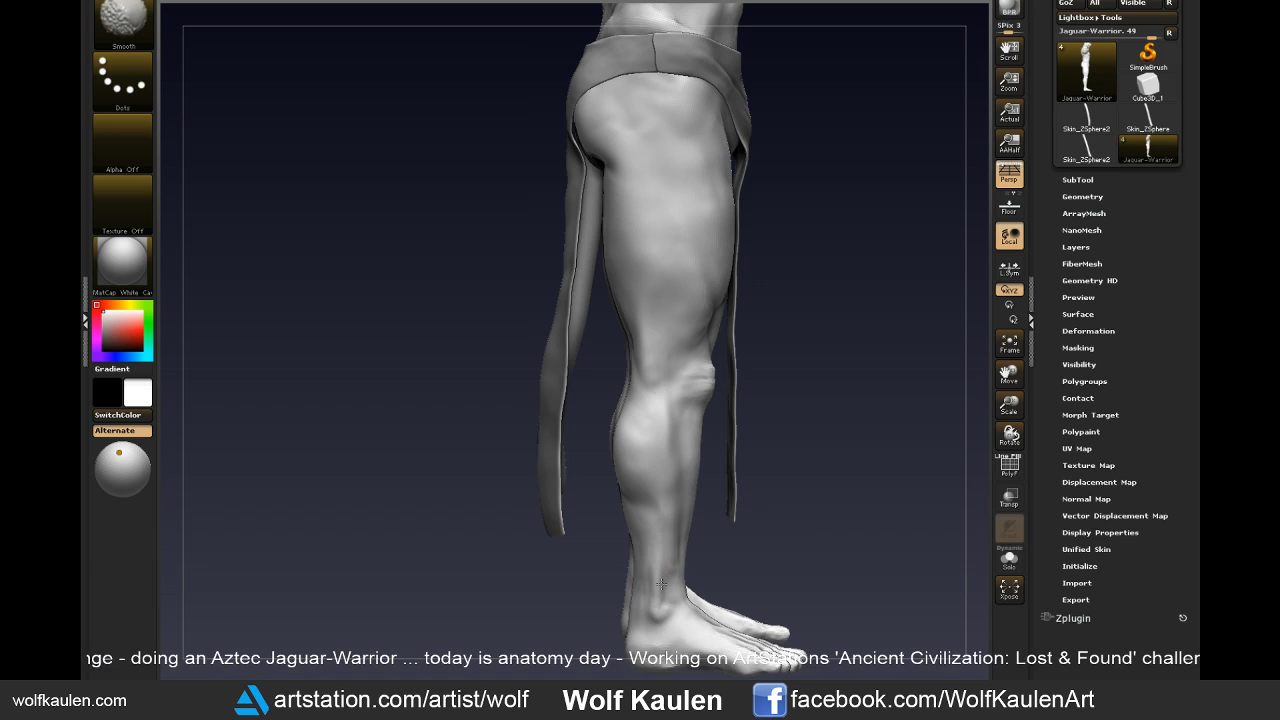 Smooth
Dots
Alpha Off
Texture Off
MatCap White Ca
Gradient
SwitchColor
Alternate
BPR
SPix 3
Scroll
Zoom
Actual
AAHalf
Persp
Floor
Local
L.Sym
XYZ
Frame
Move
Scale
Rotate
Line Fill
PolyF
Transp
Dynamic
Solo
Xpose
GoZ All Visible R
Lightbox▸Tools
Jaguar-Warrior. 49 R
4
Jaguar-Warrior
SimpleBrush
Cube3D_1
Skin_ZSphere2 Skin_ZSphere
4
Skin_ZSphere2 Jaguar-Warrior
SubTool
Geometry
ArrayMesh
NanoMesh
Layers
FiberMesh
Geometry HD
Preview
Surface
Deformation
Masking
Visibility
Polygroups
Contact
Morph Target
Polypaint
UV Map
Texture Map
Displacement Map
Normal Map
Vector Displacement Map
Display Properties
Unified Skin
Initialize
Import
Export
Zplugin
nge - doing an Aztec Jaguar-Warrior ... today is anatomy day - Working on ArtStations 'Ancient Civilization: Lost & Found' challer
wolfkaulen.com artstation.com/artist/wolf Wolf Kaulen facebook.com/WolfKaulenArt